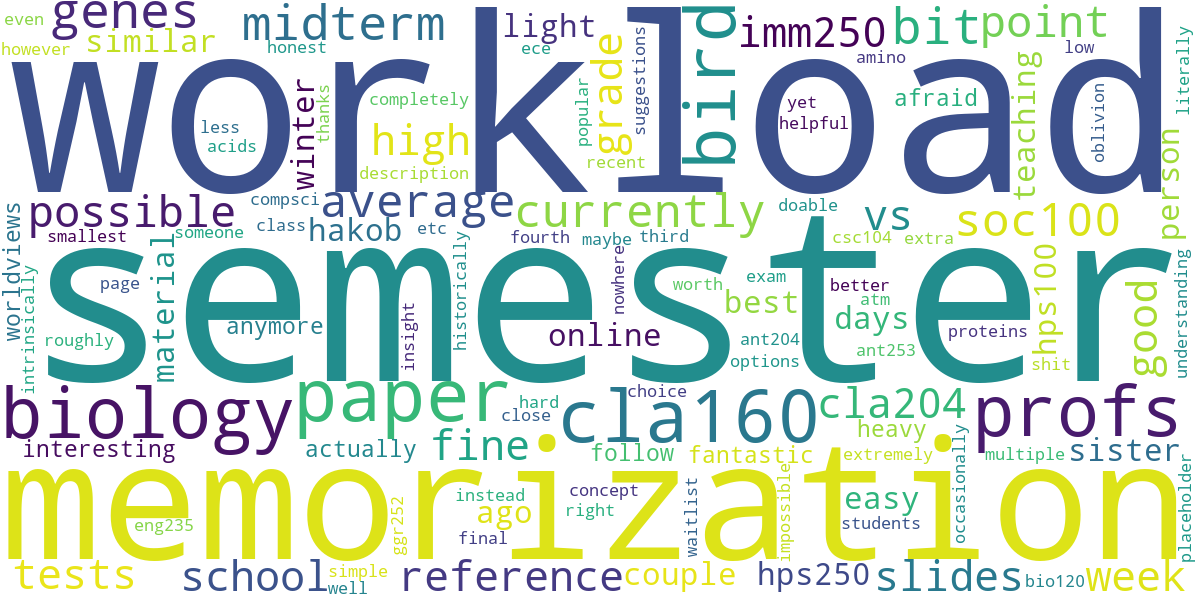 even
genes
midterm
light
imm250
bit
point
however
similar
honest
ece
amino
low
literally
workload
less
acids
winter
thanks
completely
description
high
popular
grade
recent
suggestions
bird
yet
helpful
afraid
teaching
oblivion
person
possible
compsci
average
currently
doable
vs
soc100
worldviews
smallest
someone
class
hakob
etc
fourth
maybe
third
csc104
extra
semester
intrinsically
page
roughly
material
anymore
insight
historically
online
nowhere
worth
exam
best
ant204
options
better
atm
days
ant253
proteins
hps100
shit
good
understanding
biology
paper
hard
close
cla160
choice
cla204
heavy
profs
interesting
actually
fine
follow
fantastic
extremely
occasionally
multiple
sister
memorization
eng235
ggr252
instead
ago
final
concept
right
waitlist
impossible
easy
students
placeholder
tests
school
simple
well
reference
couple
hps250
slides
bio120
week